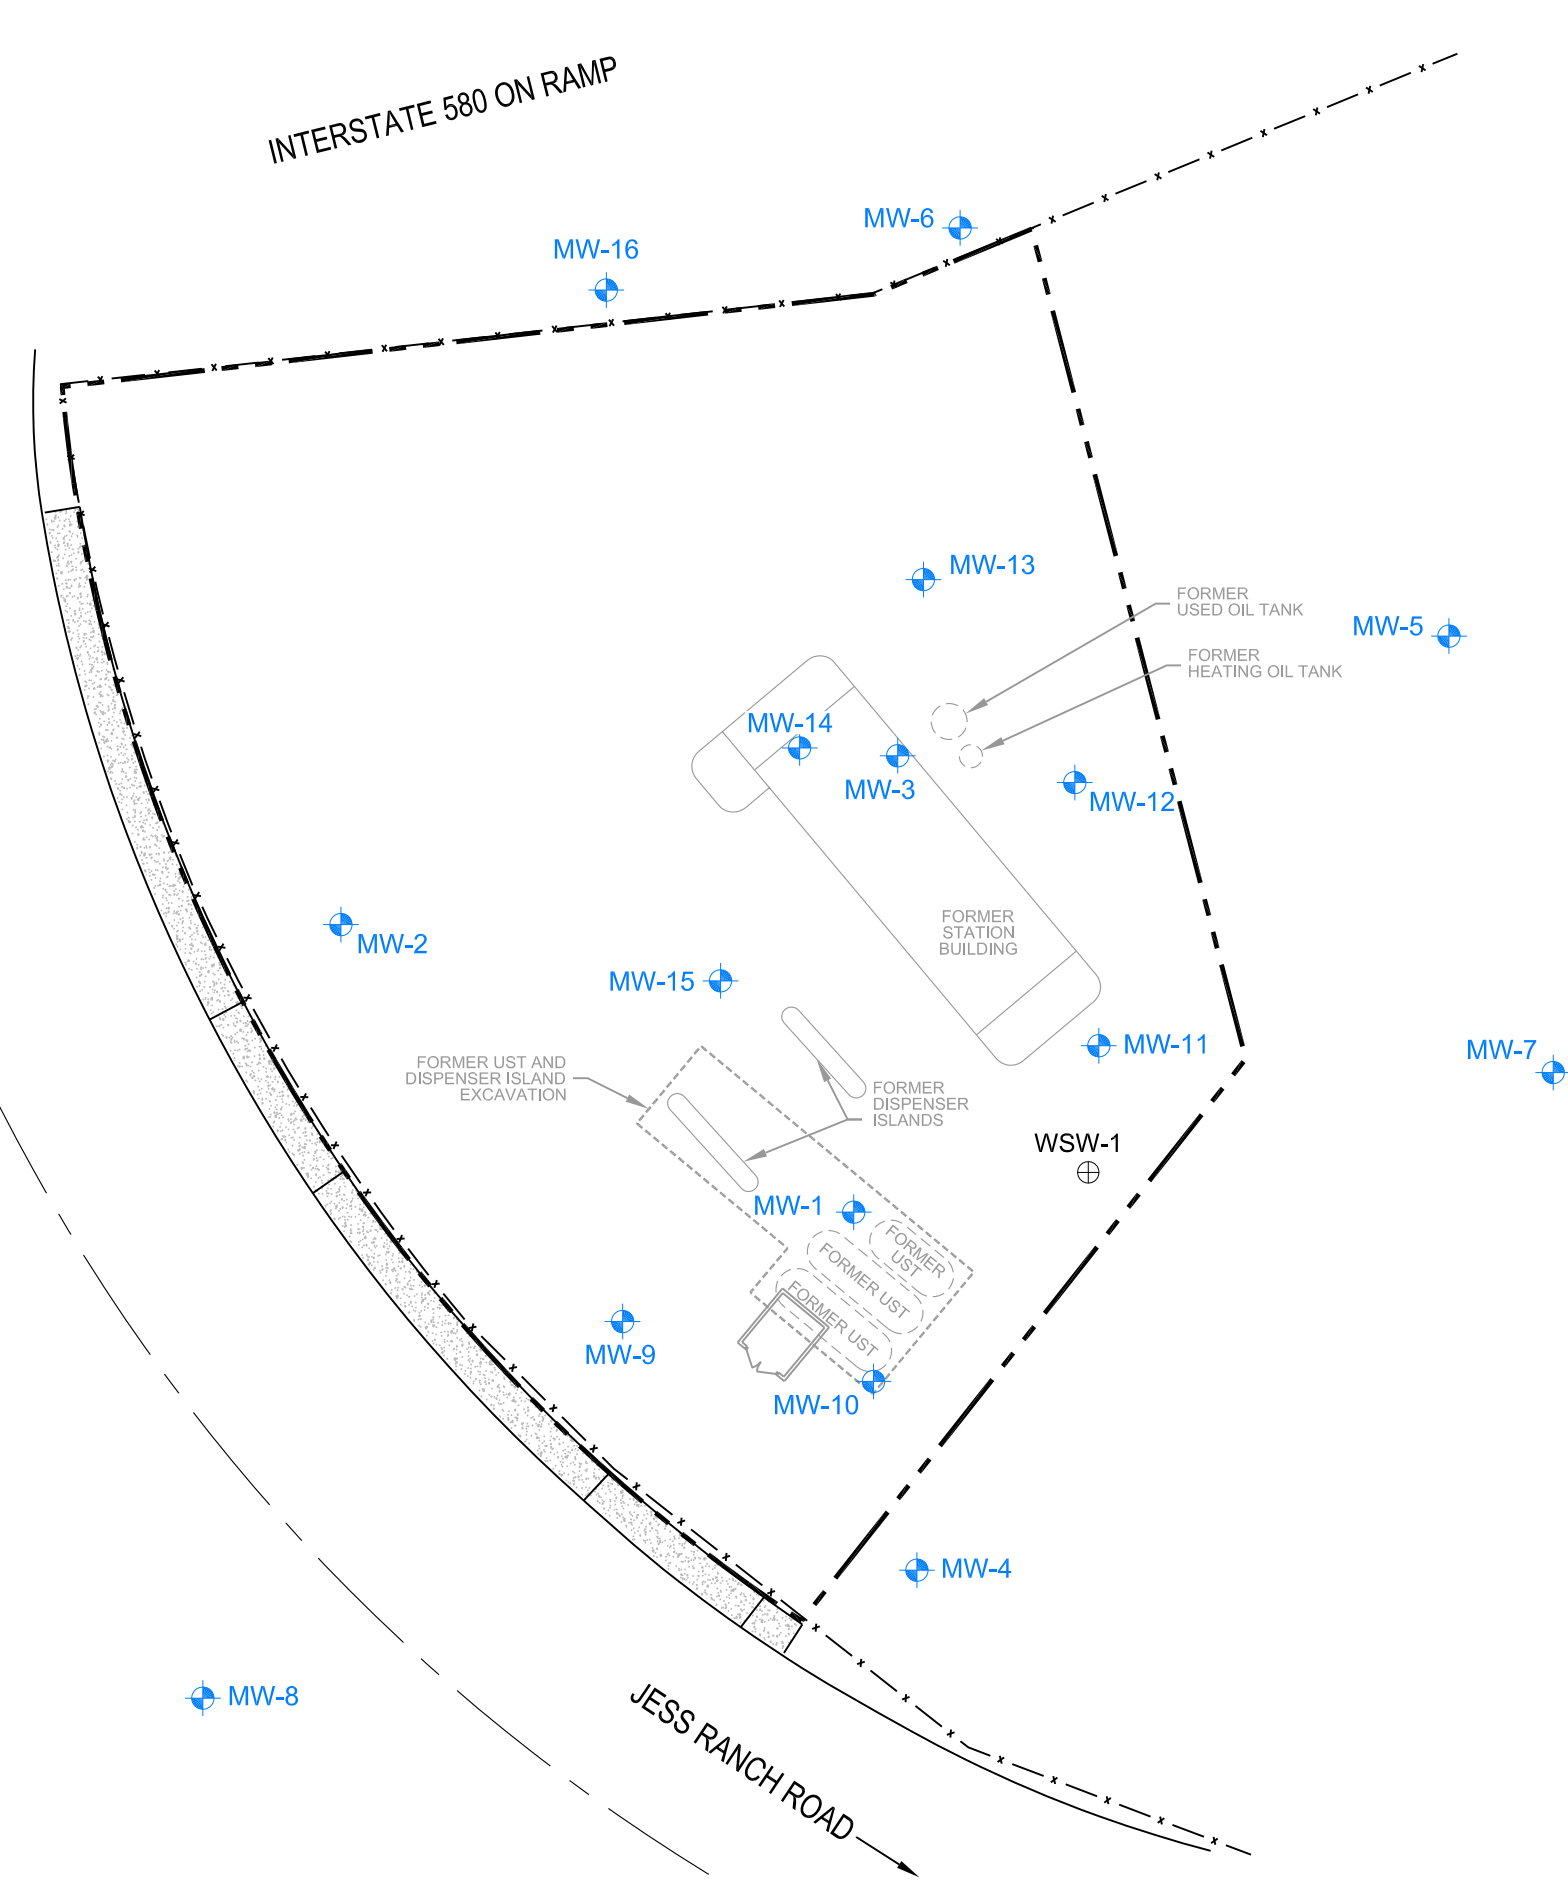 INTERSTATE 580 ON RAMP
MW-6
MW-16
MW-13
FORMER
USED OIL TANK
MW-5
FORMER
HEATING OIL TANK
MW-14
MW-3
MW-12
FORMER
STATION
BUILDING
MW-2
MW-15
MW-11
MW-7
FORMER UST AND
DISPENSER ISLAND
EXCAVATION
FORMER
DISPENSER
ISLANDS
WSW-1
MW-1
FORMER
UST
FORMER UST
FORMER UST
MW-9
MW-10
MW-4
MW-8
JESS RANCH ROAD